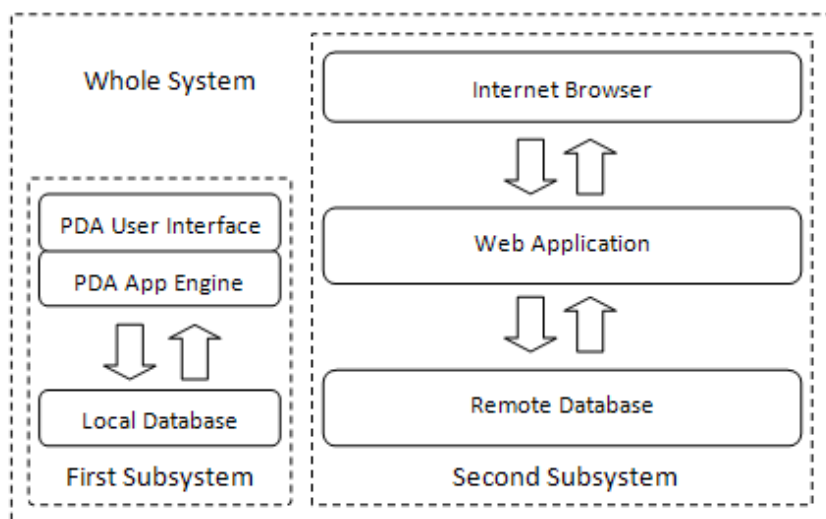 Whole System
PDA User Interface
PDA App Engine
Local Database
First Subsystem
Internet Browser
Web Application
Remote Database
Second Subsystem